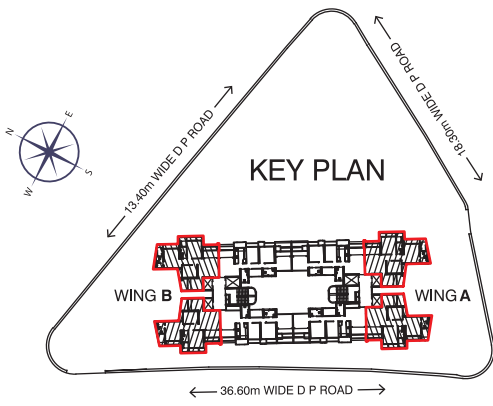 18.30m WIDE D P ROAD
13.40m WIDE D P ROAD
N
E
W
S
KEY PLAN
WING B
WING A
36.60m WIDE D P ROAD